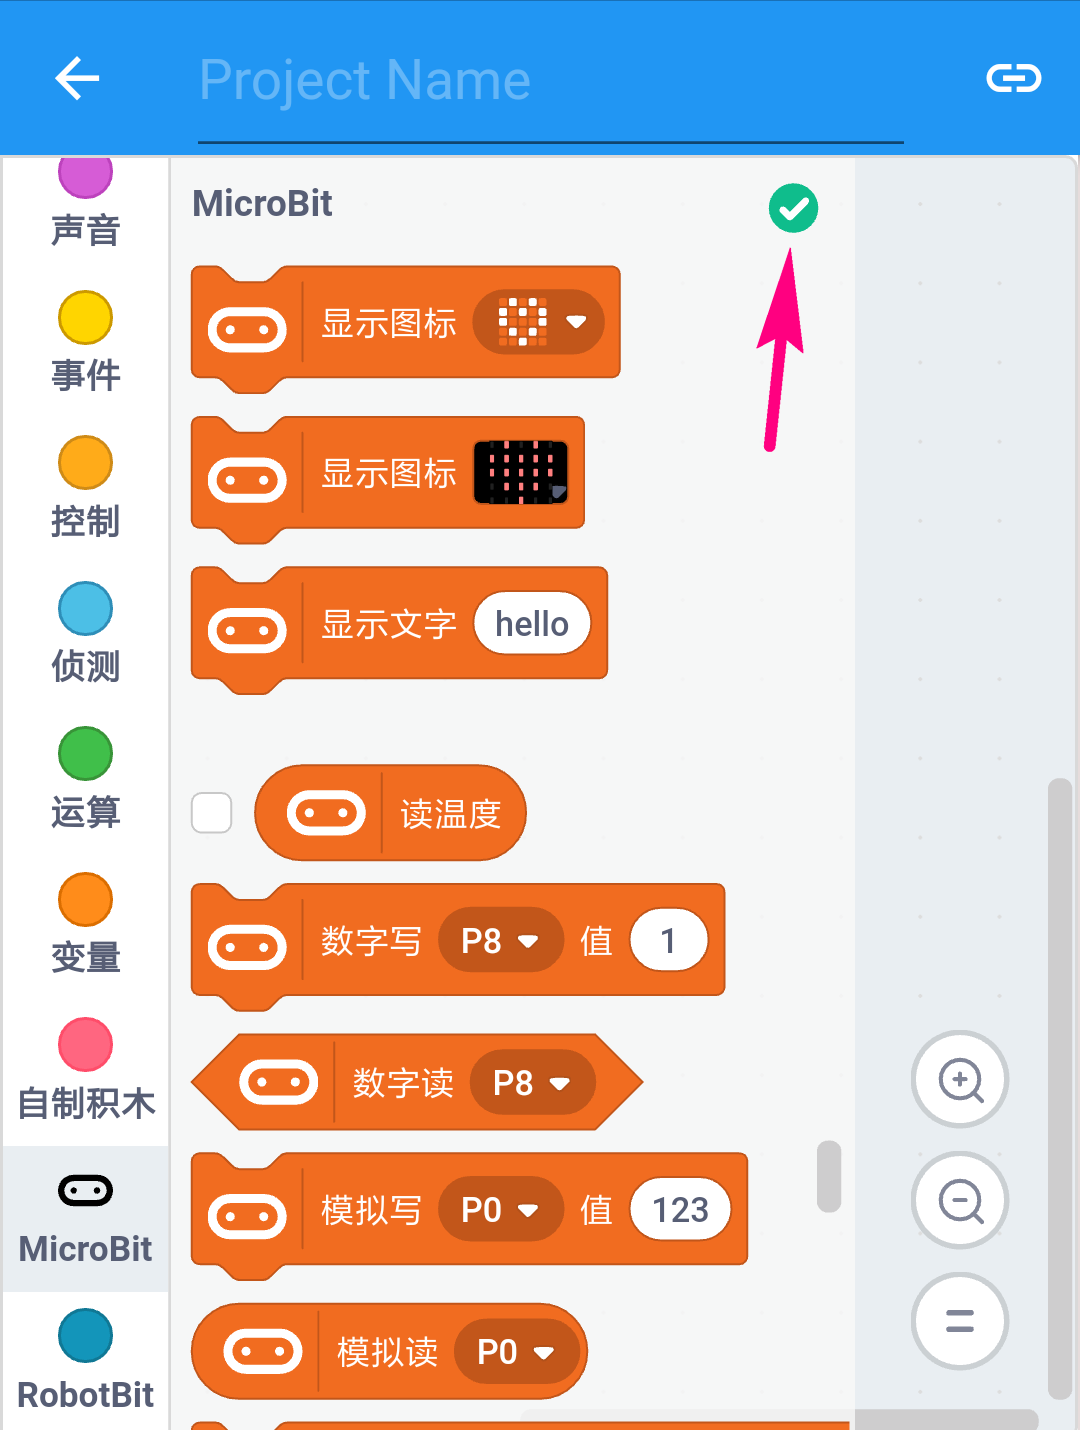 Project Name
声音
事件
控制
侦测
运算
变量
自制积木
MicroBit
RobotBit
MicroBit
显示图标
显示图标
显示文字 hello
读温度
数字写 P8 值 1
数字读 P8
模拟写 P0 值 123
模拟读 P0